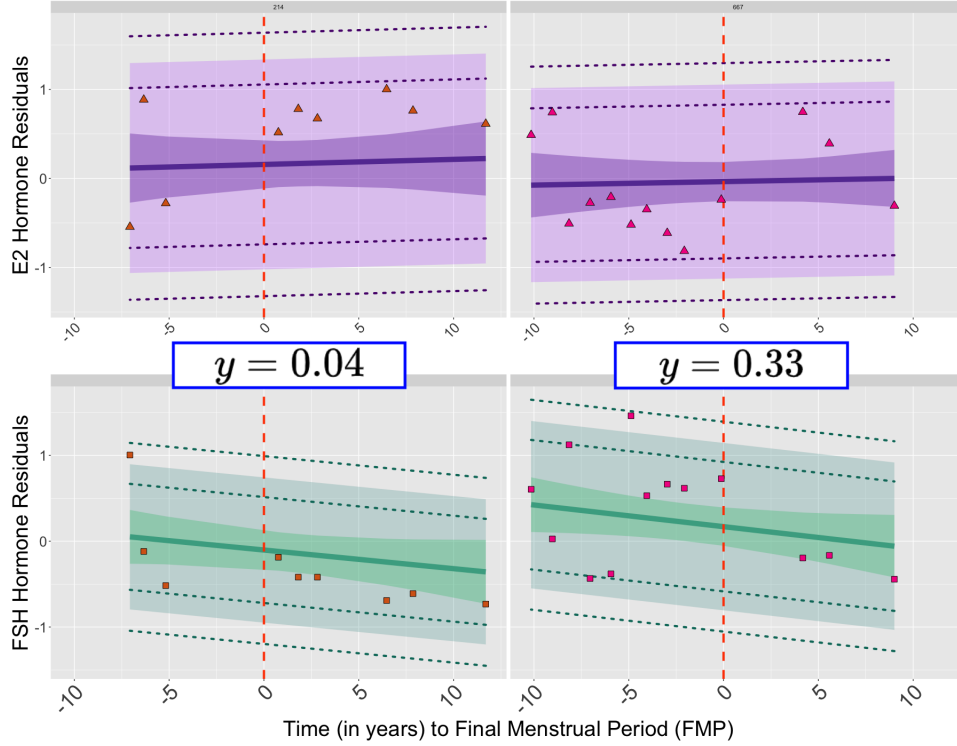 214 667
E2 Hormone Residuals
1
0
-1
-10 -5 0 5 10 -10 -5 0 5 10
y = 0.04 y = 0.33
FSH Hormone Residuals
1
0
-1
-10 -5 0 5 10 -10 -5 0 5 10
Time (in years) to Final Menstrual Period (FMP)